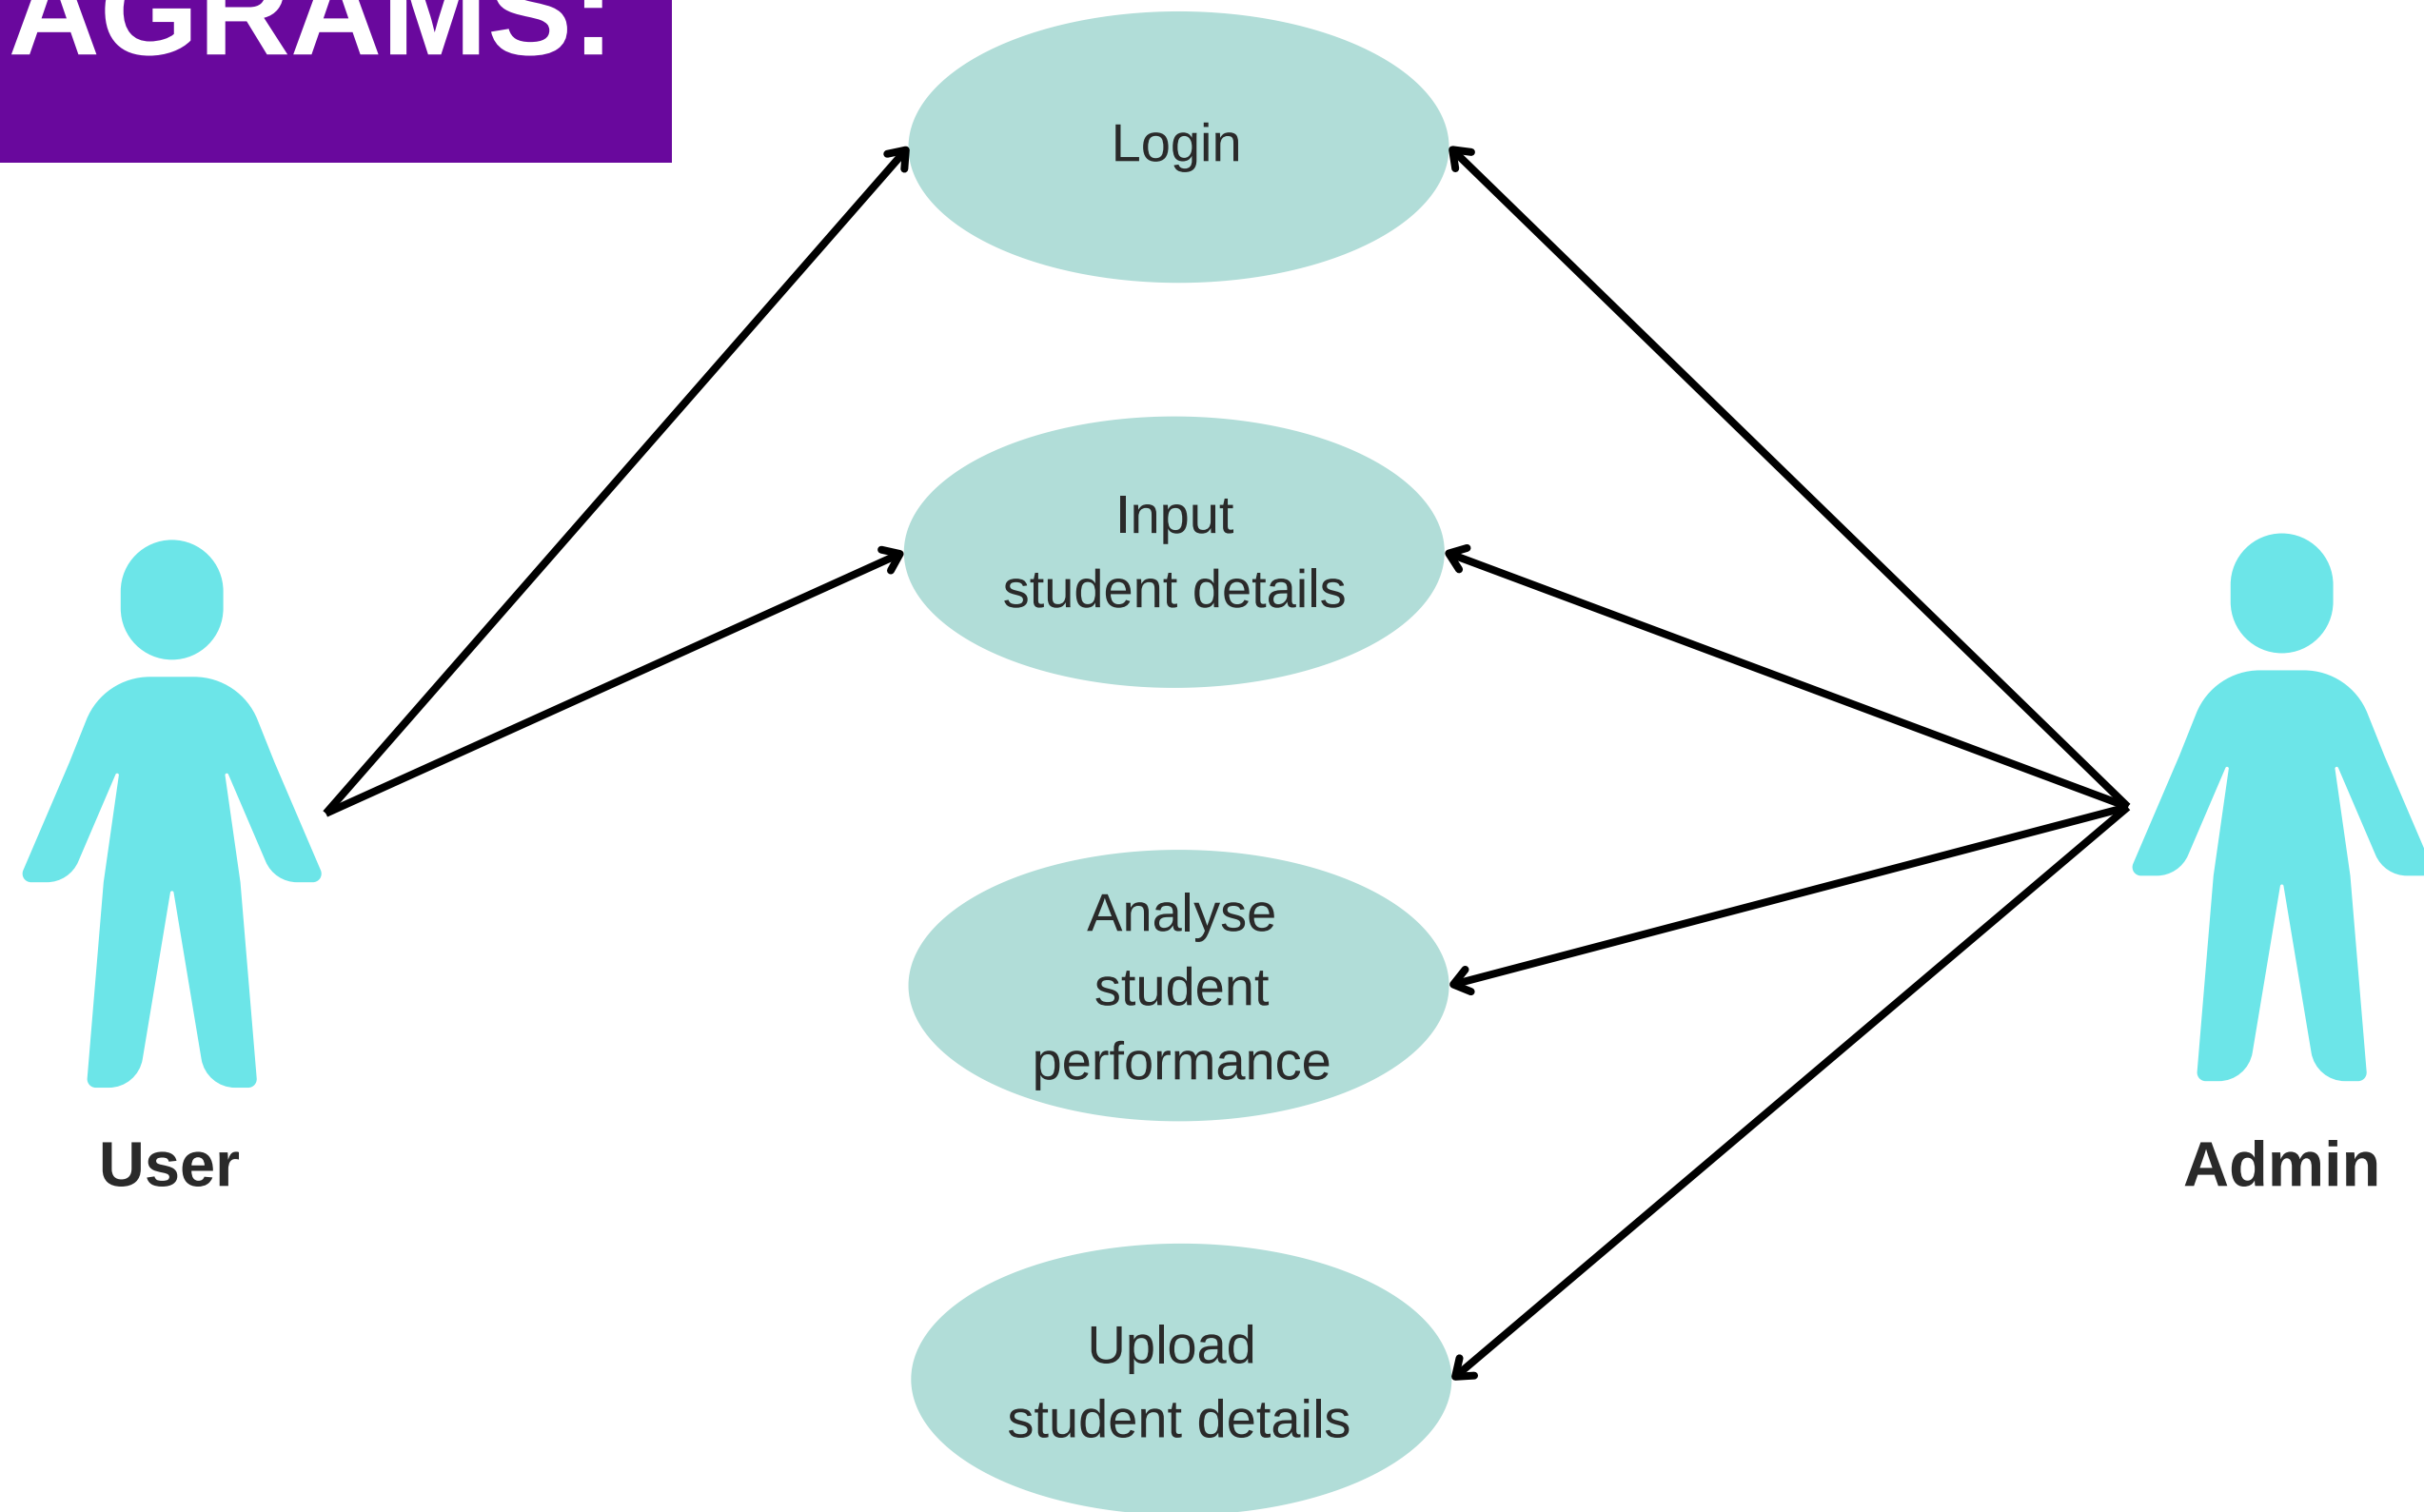 AGRAMS:
Login
Input
student details
Analyse
student
performance
User
Admin
Upload
student details